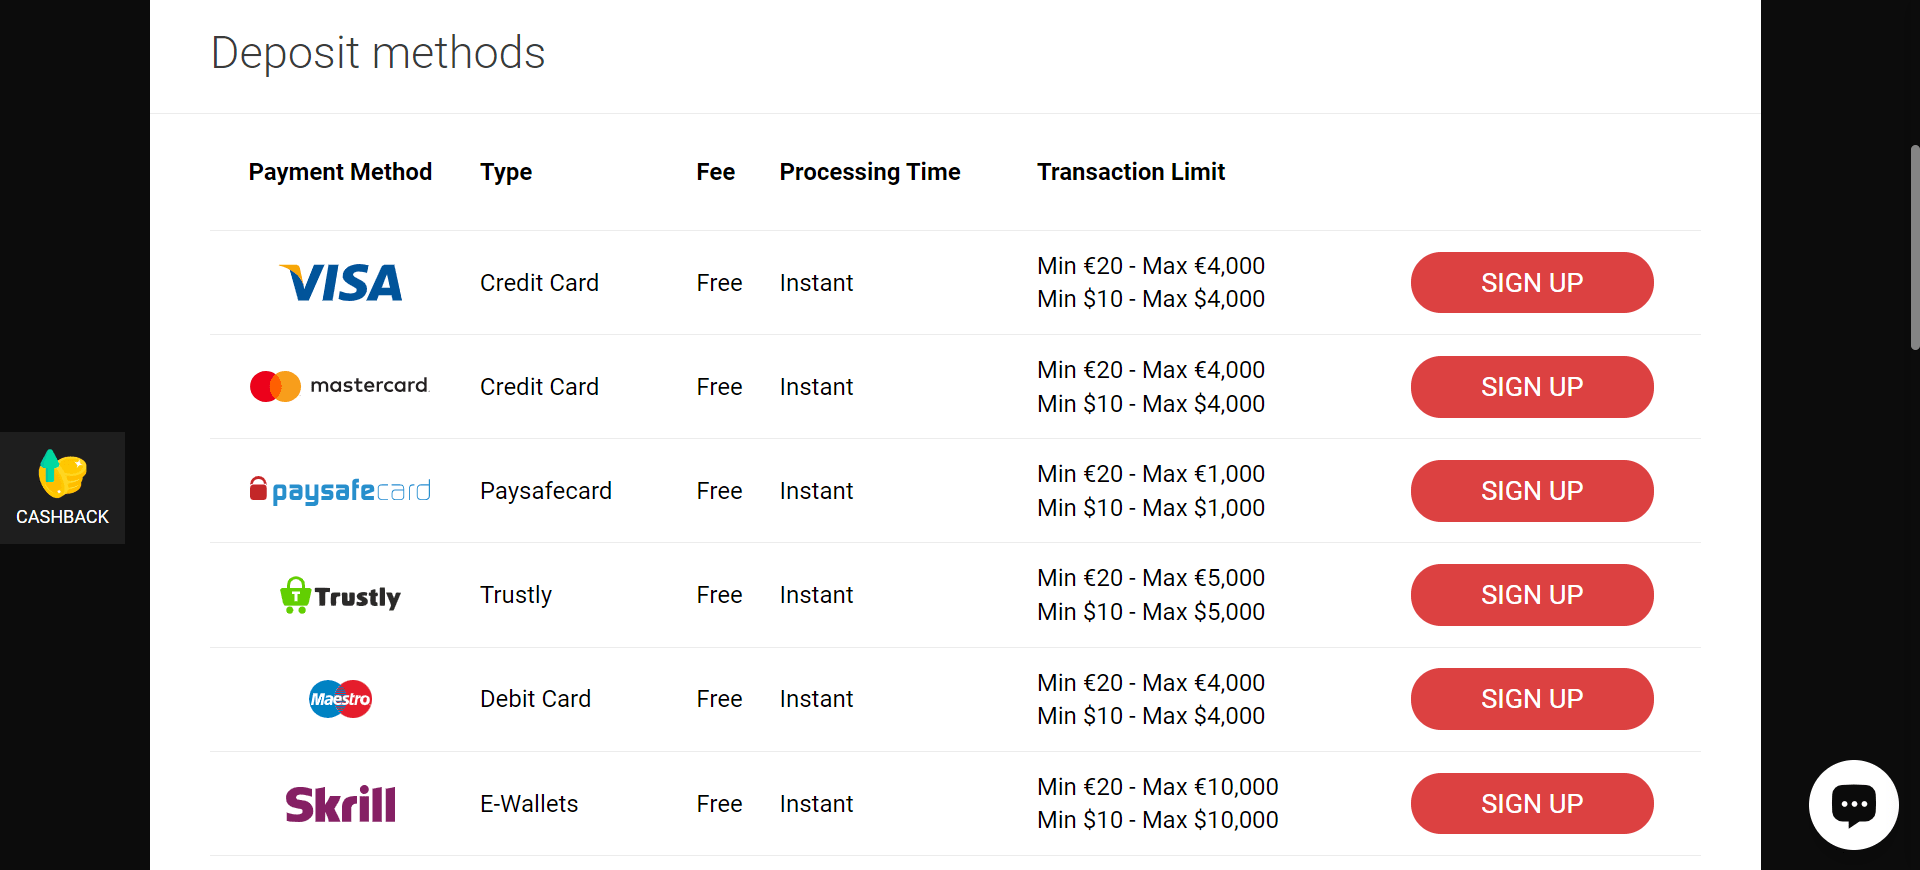 Deposit methods
Payment Method Type Fee Processing Time Transaction Limit
VISA Credit Card Free Instant Min €20 - Max €4,000
Min $10 - Max $4,000
SIGN UP
mastercard. Credit Card Free Instant Min €20 - Max €4,000
Min $10 - Max $4,000
SIGN UP
paysafecard Paysafecard Free Instant Min €20 - Max €1,000
Min $10 - Max $1,000
SIGN UP
CASHBACK
T Trustly Trustly Free Instant Min €20 - Max €5,000
Min $10 - Max $5,000
SIGN UP
Maestro Debit Card Free Instant Min €20 - Max €4,000
Min $10 - Max $4,000
SIGN UP
Skrill E-Wallets Free Instant Min €20 - Max €10,000
Min $10 - Max $10,000
SIGN UP